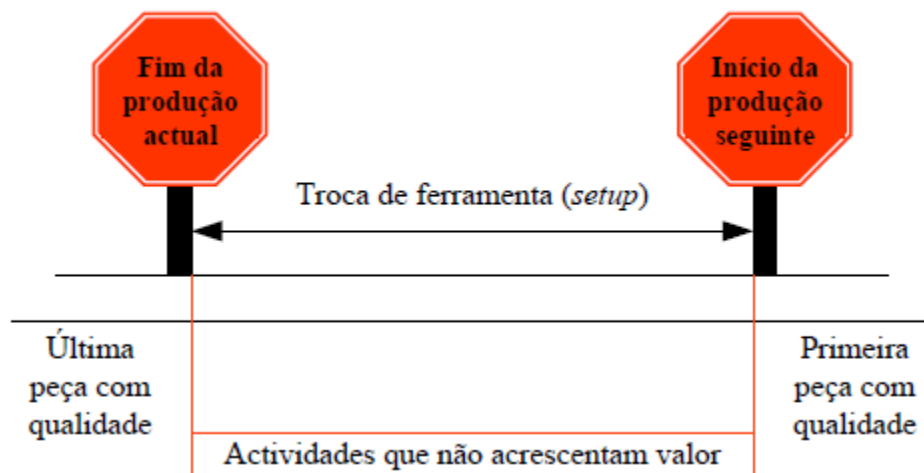 Fim da
produção
actual
Início da
produção
seguinte
Troca de ferramenta (setup)
Última
peça com
qualidade
Primeira
peça com
qualidade
Actividades que não acrescentam valor